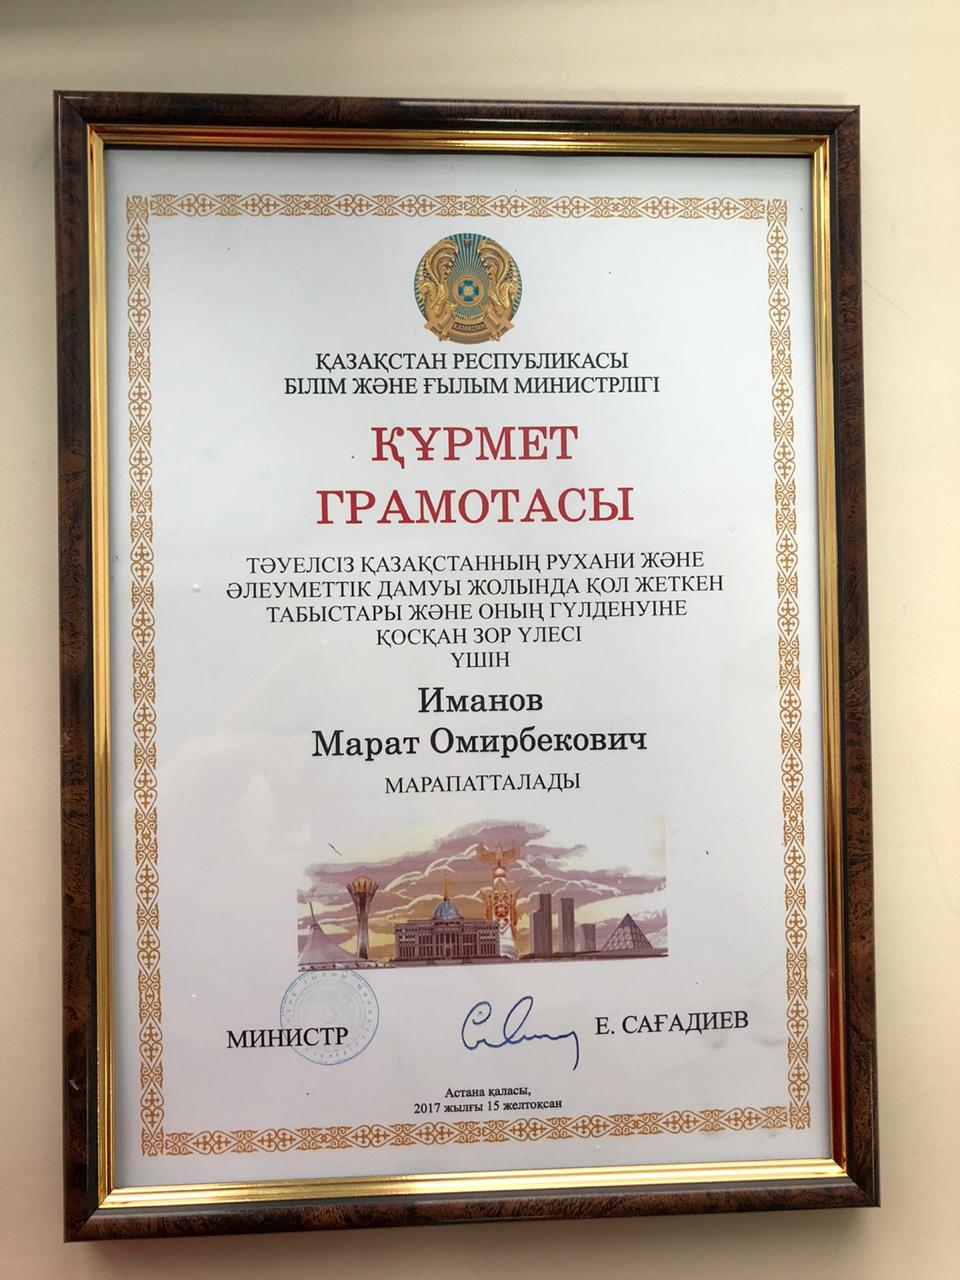 ҚАЗАҚСТАН
ҚАЗАҚСТАН РЕСПУБЛИКАСЫ
БІЛІМ ЖӘНЕ ҒЫЛЫМ МИНИСТРЛІГІ
ҚҰРМЕТ
ГРАМОТАСЫ
ТӘУЕЛСІЗ ҚАЗАҚСТАННЫҢ РУХАНИ ЖӘНЕ
ӘЛЕУМЕТТІК ДАМУЫ ЖОЛЫНДА ҚОЛ ЖЕТКЕН
ТАБЫСТАРЫ ЖӘНЕ ОНЫҢ ГҮЛДЕНУІНЕ
ҚОСҚАН ЗОР ҮЛЕСІ
ҮШІН
Иманов
Марат Омирбекович
МАРАПАТТАЛАДЫ
МИНИСТР
Е. САҒАДИЕВ
Астана қаласы,
2017 жылғы 15 желтоқсан